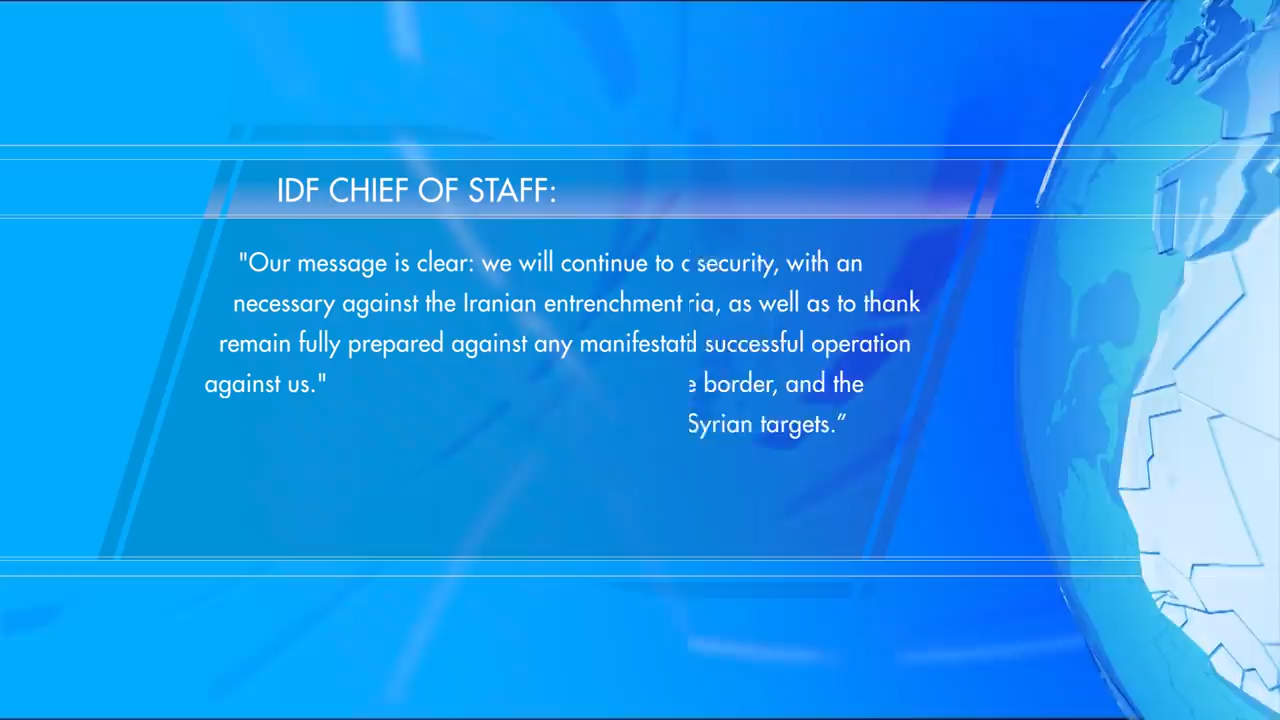 IDF CHIEF OF STAFF:
"Our message is clear: we will continue to security, with an
necessary against the Iranian entrenchment ria, as well as to thank
remain fully prepared against any manifestati successful operation
against us." border, and the
Syrian targets.”